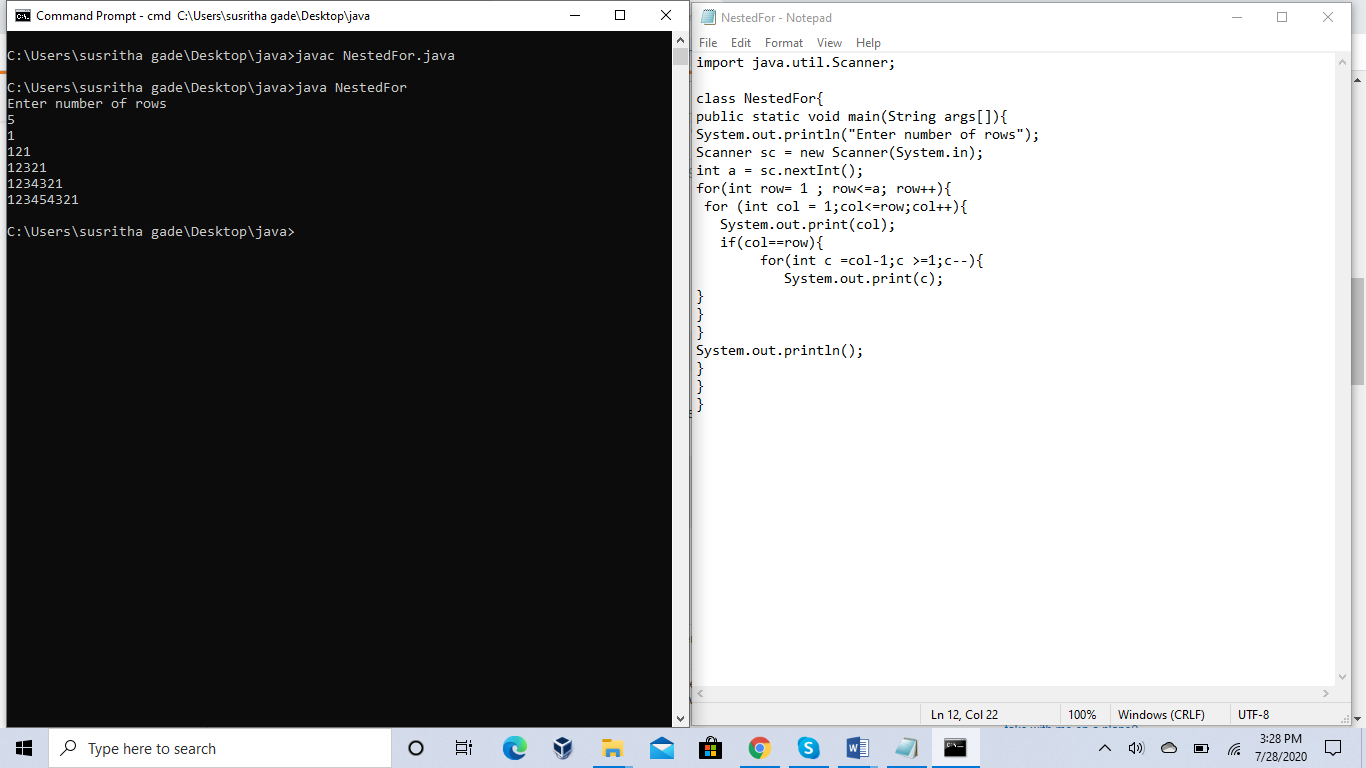 Command Prompt - cmd C:\Users\susritha gade\Desktop\java
C:\Users\susritha gade\Desktop\java>javac NestedFor.java
C:\Users\susritha gade\Desktop\java>java NestedFor
Enter number of rows
5
1
121
12321
1234321
123454321
C:\Users\susritha gade\Desktop\java>
NestedFor - Notepad
File Edit Format View Help
import java.util.Scanner;
class NestedFor{
public static void main(String args[]){
System.out.println("Enter number of rows");
Scanner sc = new Scanner(System.in);
int a = sc.nextInt();
for(int row= 1 ; row<=a; row++){
 for (int col = 1;col<=row;col++){
   System.out.print(col);
   if(col==row){
        for(int c =col-1;c >=1;c--){
           System.out.print(c);
}
}
}
System.out.println();
}
}
}
Ln 12, Col 22 100% Windows (CRLF) UTF-8
Type here to search
3:28 PM
7/28/2020